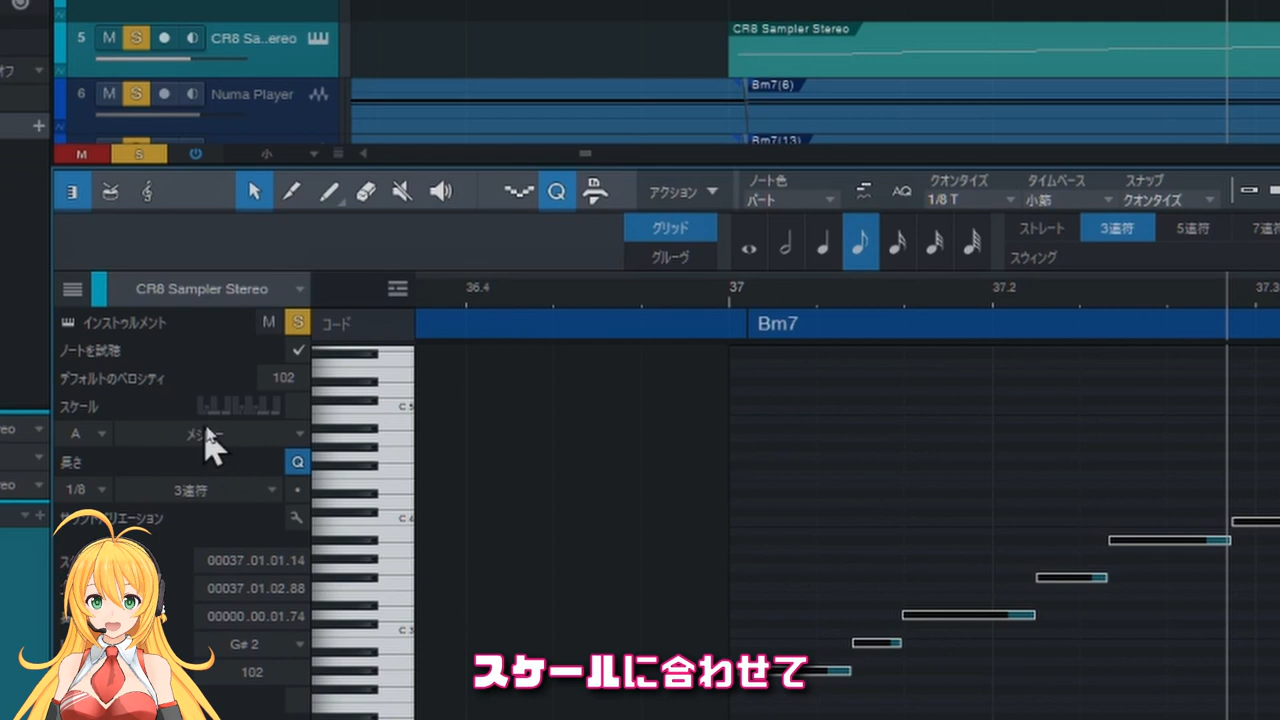 5 M S CR8 Sa..ereo
CR8 Sampler Stereo
オフ
6 M S Numa Player
Bm7(6)
Bm7(13)
M S 小
アクション
ノート色
パート
AQ
クオンタイズ
1/8 T
タイムベース
小節
スナップ
クオンタイズ
グリッド
グルーヴ
ストレート 3連符 5連符 7連符
スウィング
CR8 Sampler Stereo
36.4 37 37.2 37.3
インストゥルメント M S
コード
Bm7
ノートを試聴
デフォルトのベロシティ 102
スケール
A
長さ Q
1/8 3連符
C 5
C 4
C 3
00037.01.01.14
00037.01.02.88
00000.00.01.74
G# 2
102
スケールに合わせて